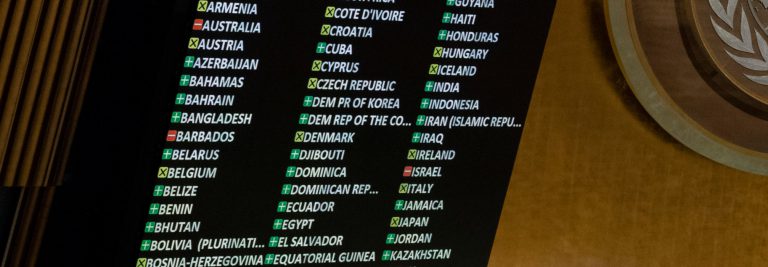 ARMENIA
AUSTRALIA
AUSTRIA
AZERBAIJAN
BAHAMAS
BAHRAIN
BANGLADESH
BARBADOS
BELARUS
BELGIUM
BELIZE
BENIN
BHUTAN
BOLIVIA (PLURINATI...
BOSNIA-HERZEGOVINA
COTE D'IVOIRE
CROATIA
CUBA
CYPRUS
CZECH REPUBLIC
DEM PR OF KOREA
DEM REP OF THE CO...
DENMARK
DJIBOUTI
DOMINICA
DOMINICAN REP...
ECUADOR
EGYPT
EL SALVADOR
EQUATORIAL GUINEA
GUYANA
HAITI
HONDURAS
HUNGARY
ICELAND
INDIA
INDONESIA
IRAN (ISLAMIC REPU...
IRAQ
IRELAND
ISRAEL
ITALY
JAMAICA
JAPAN
JORDAN
KAZAKHSTAN